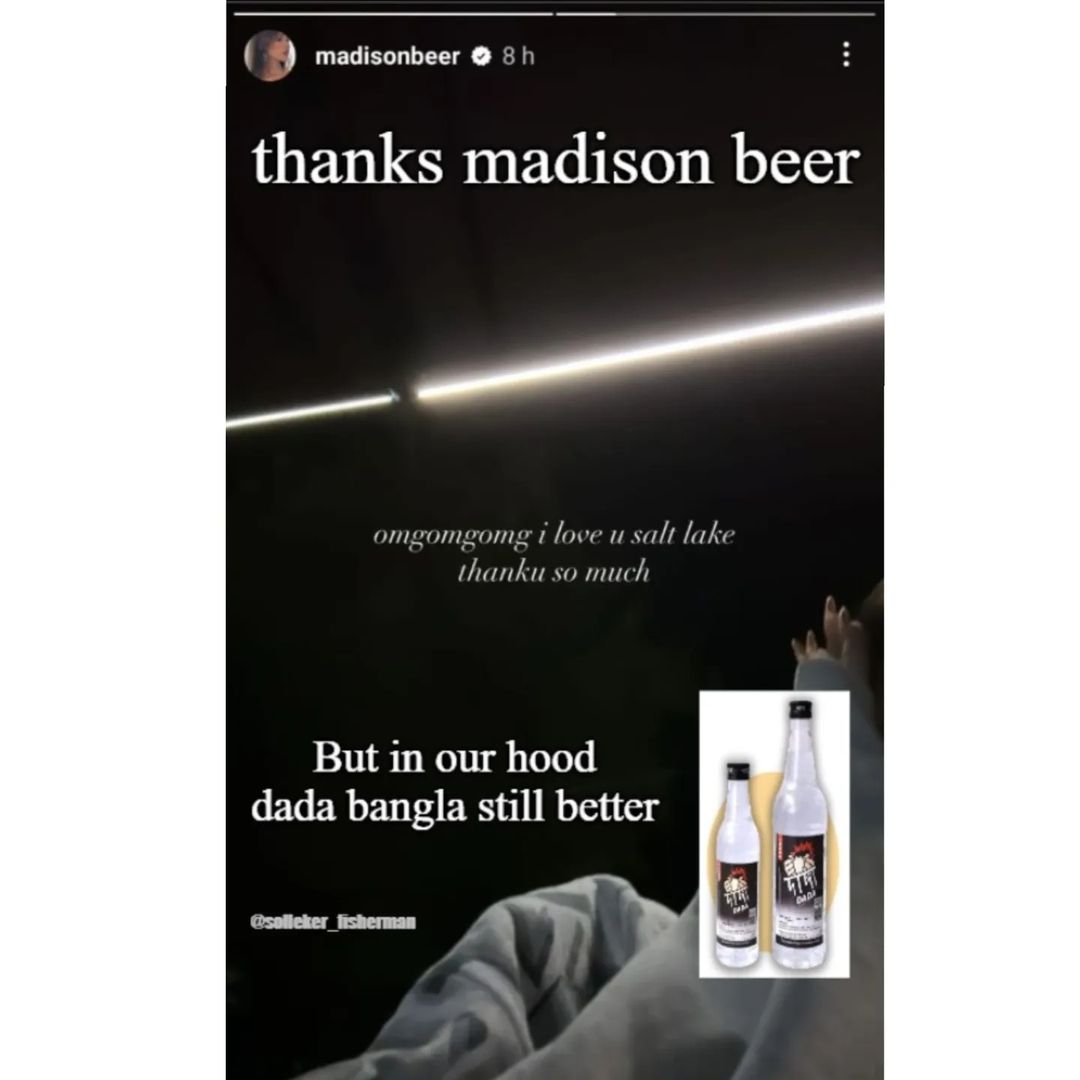 madisonbeer 8 h
thanks madison beer
omgomgomg i love u salt lake
thanku so much
But in our hood
dada bangla still better
@solleker_fisherman
দাদা
DADA
দাদা
DADA